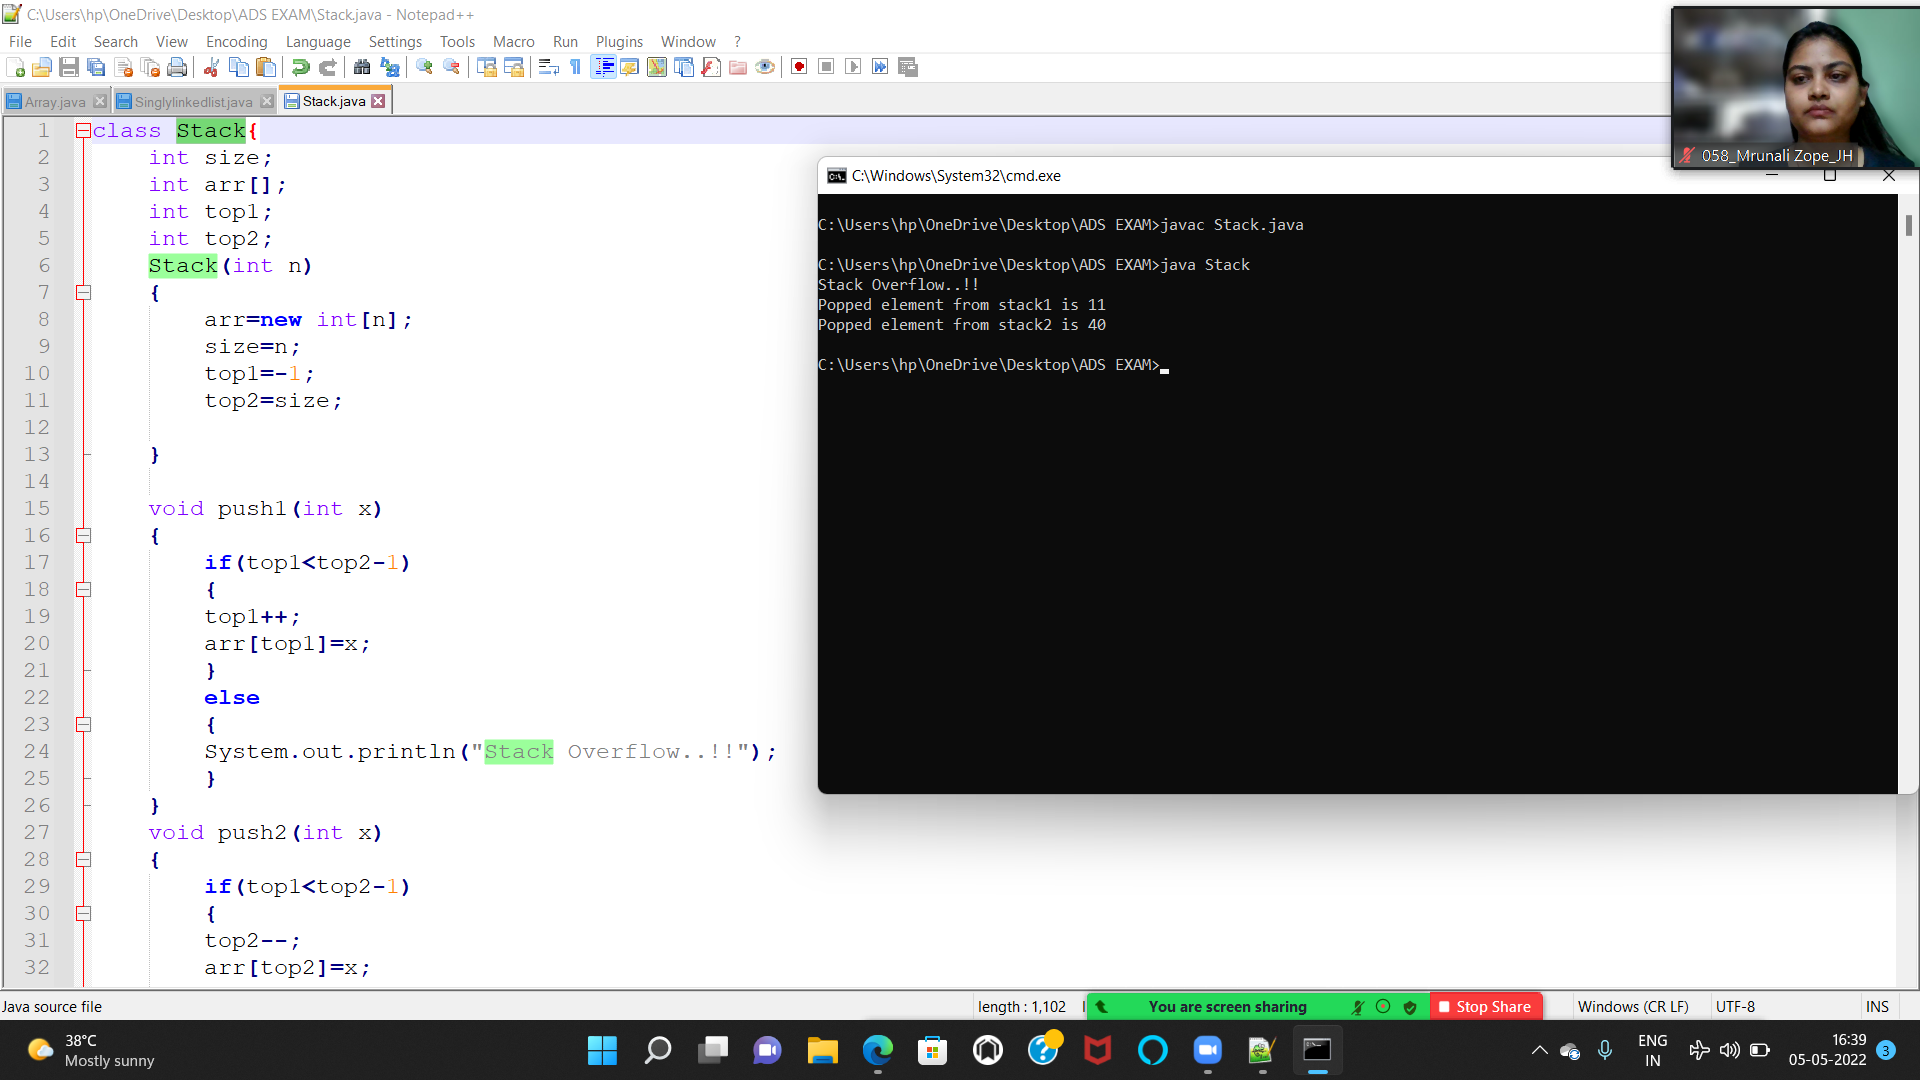 C:\Users\hp\OneDrive\Desktop\ADS EXAM\Stack.java - Notepad++
File Edit Search View Encoding Language Settings Tools Macro Run Plugins Window ?
Array.java Singlylinkedlist.java Stack.java
1 class Stack{
2 int size;
3 int arr[];
4 int top1;
5 int top2;
6 Stack(int n)
7 {
8 arr=new int[n];
9 size=n;
10 top1=-1;
11 top2=size;
12
13 }
14
15 void push1(int x)
16 {
17 if(top1<top2-1)
18 {
19 top1++;
20 arr[top1]=x;
21 }
22 else
23 {
24 System.out.println("Stack Overflow..!!");
25 }
26 }
27 void push2(int x)
28 {
29 if(top1<top2-1)
30 {
31 top2--;
32 arr[top2]=x;
058_Mrunali Zope_JH
C:\Windows\System32\cmd.exe
C:\Users\hp\OneDrive\Desktop\ADS EXAM>javac Stack.java
C:\Users\hp\OneDrive\Desktop\ADS EXAM>java Stack
Stack Overflow..!!
Popped element from stack1 is 11
Popped element from stack2 is 40
C:\Users\hp\OneDrive\Desktop\ADS EXAM>
Java source file length : 1,102 You are screen sharing Stop Share Windows (CR LF) UTF-8 INS
38°C
Mostly sunny
ENG
IN
16:39
05-05-2022
3